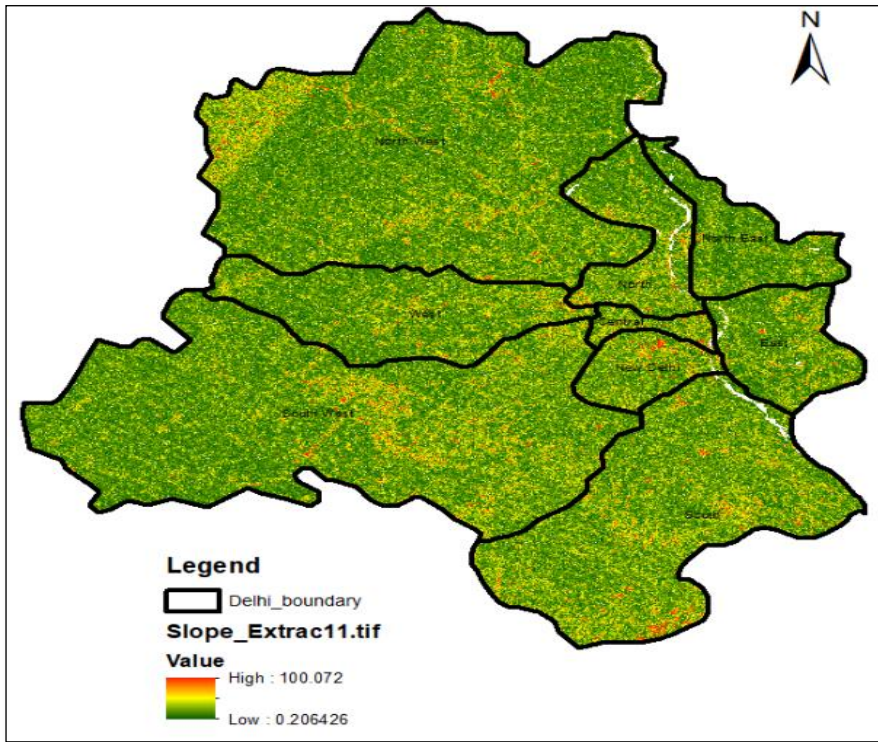 N
North West
North East
North
West
Central
East
New Delhi
South West
South
Legend
Delhi_boundary
Slope_Extrac11.tif
Value
High : 100.072
Low : 0.206426